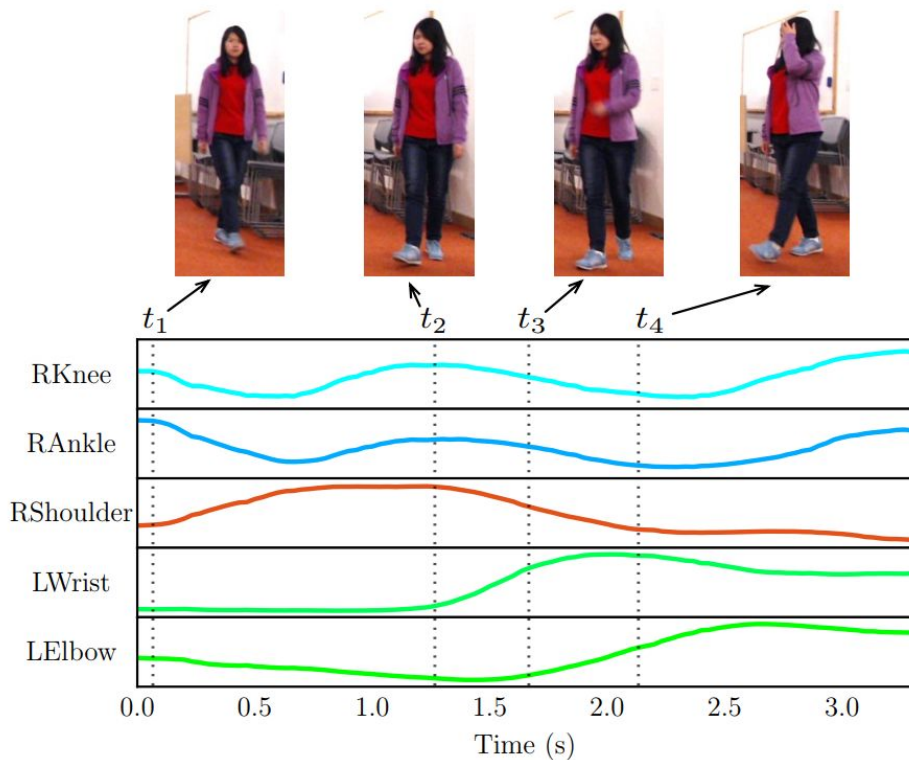 t₁ t₂ t₃ t₄
RKnee
RAnkle
RShoulder
LWrist
LElbow
0.0 0.5 1.0 1.5 2.0 2.5 3.0
Time (s)